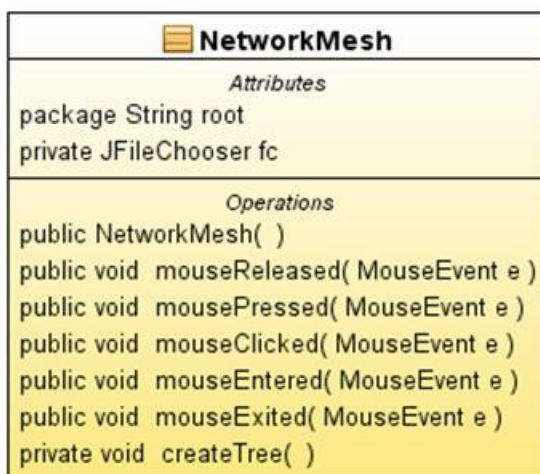 NetworkMesh
Attributes
package String root
private JFileChooser fc
Operations
public NetworkMesh( )
public void mouseReleased( MouseEvent e )
public void mousePressed( MouseEvent e )
public void mouseClicked( MouseEvent e )
public void mouseEntered( MouseEvent e )
public void mouseExited( MouseEvent e )
private void createTree( )